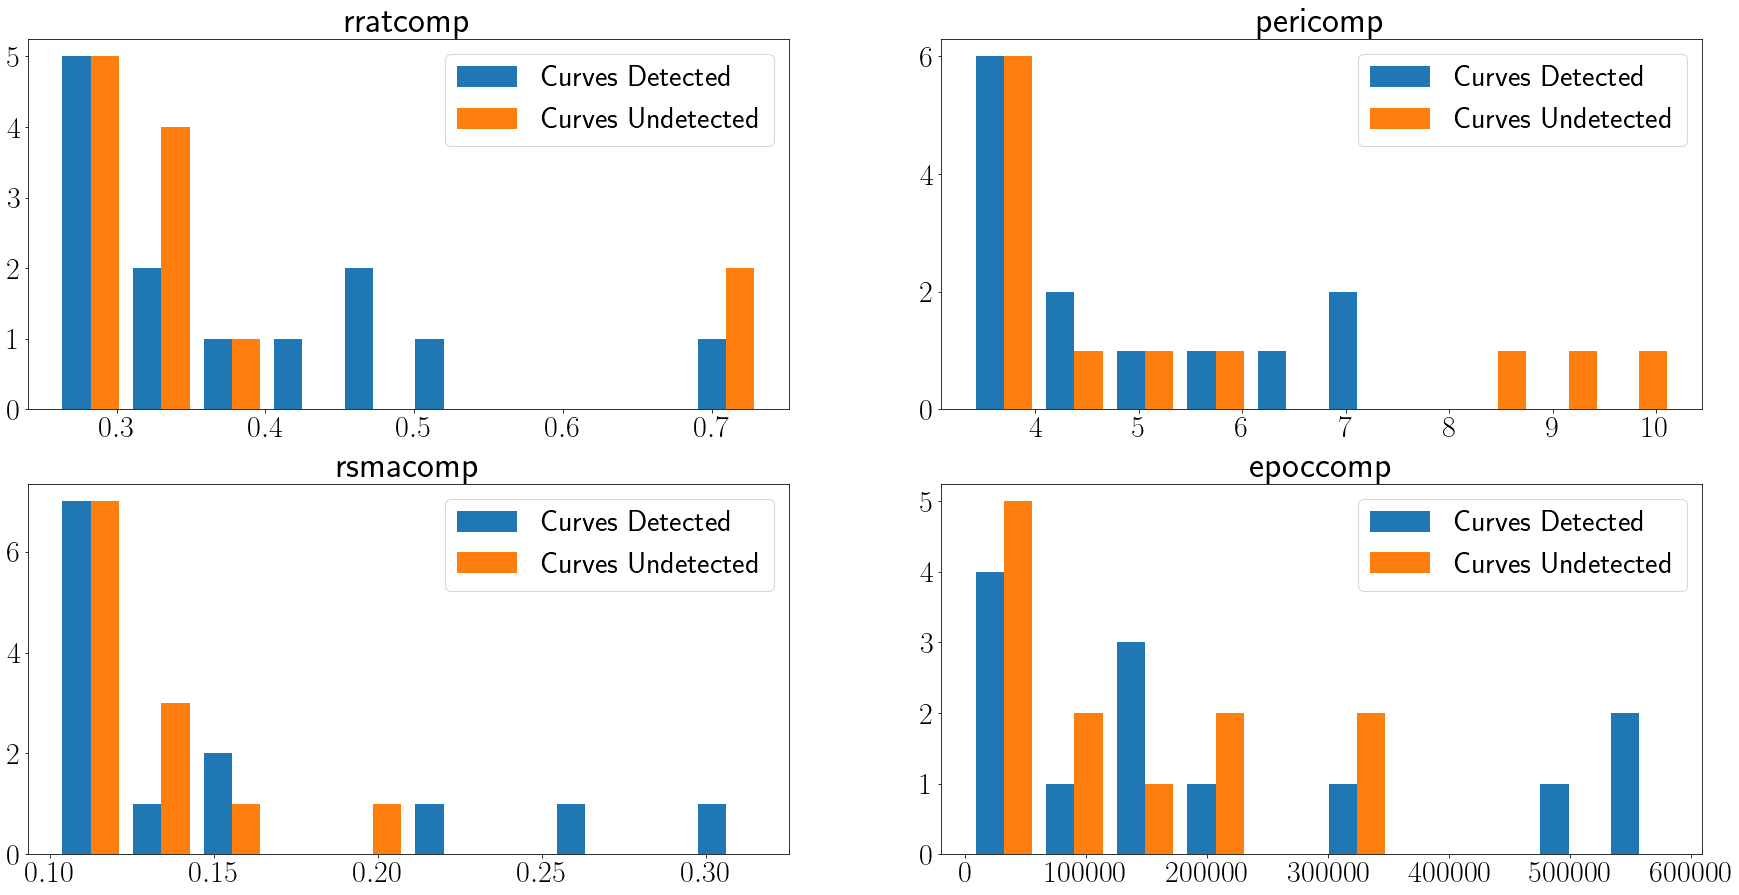 rratcomp
5
4
3
2
1
0
Curves Detected
Curves Undetected
0.3 0.4 0.5 0.6 0.7
pericomp
6
4
2
0
Curves Detected
Curves Undetected
4 5 6 7 8 9 10
rsmacomp
6
4
2
0
Curves Detected
Curves Undetected
0.10 0.15 0.20 0.25 0.30
epoccomp
5
4
3
2
1
0
Curves Detected
Curves Undetected
0 100000 200000 300000 400000 500000 600000